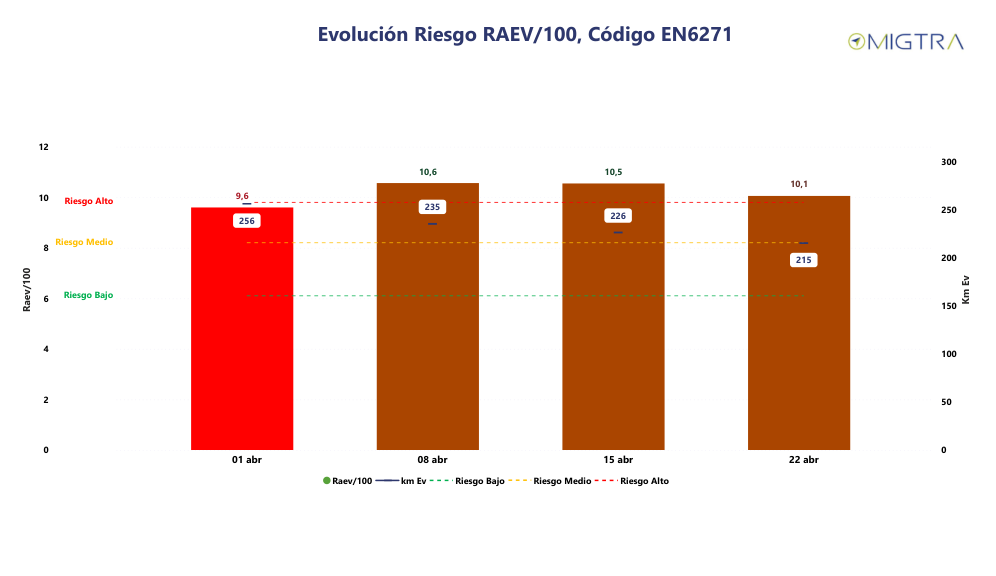 Evolución Riesgo RAEV/100, Código EN6271
MIGTRA
12
10
8
6
4
2
0
Raev/100
Riesgo Alto
Riesgo Medio
Riesgo Bajo
9,6
10,6
10,5
10,1
256
235
226
215
300
250
200
150
100
50
0
Km Ev
01 abr
08 abr
15 abr
22 abr
Raev/100 km Ev Riesgo Bajo Riesgo Medio Riesgo Alto